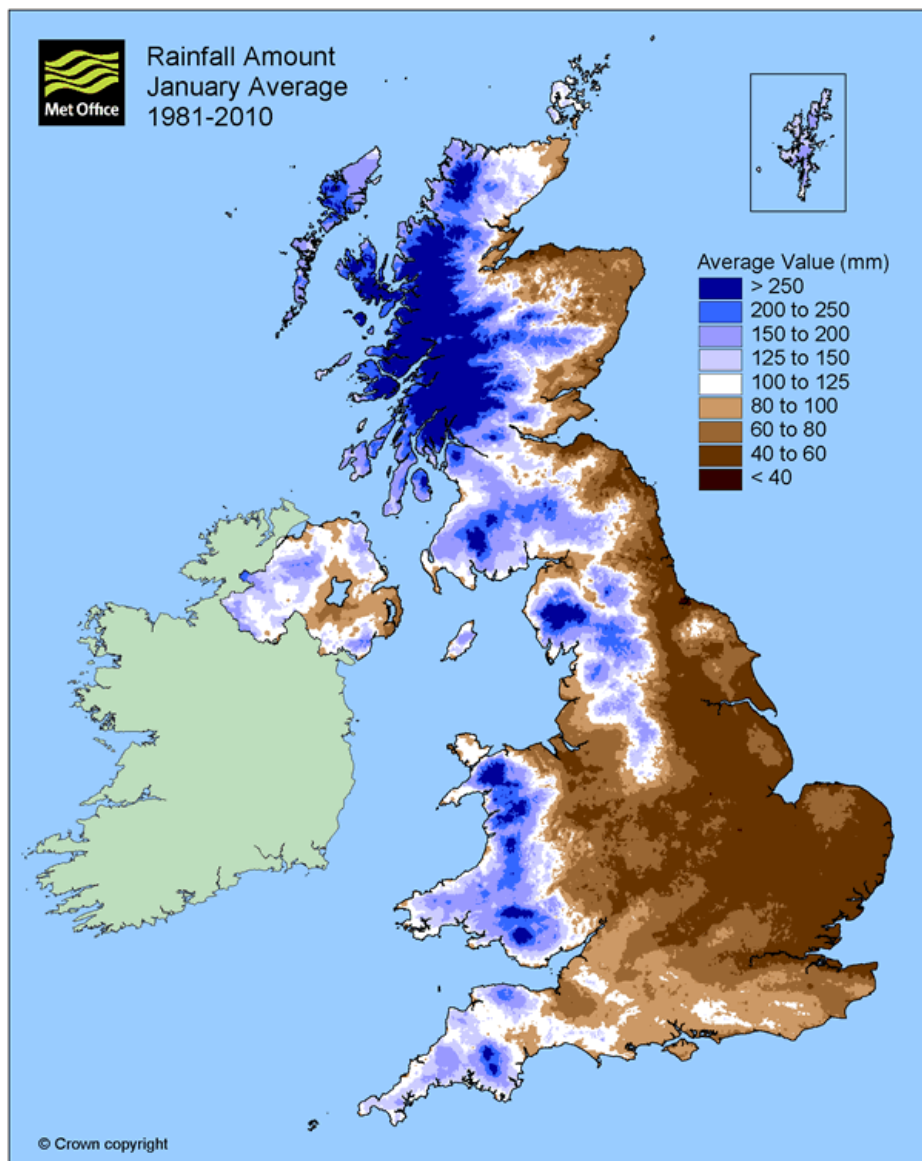 Met Office
Rainfall Amount
January Average
1981-2010
Average Value (mm)
> 250
200 to 250
150 to 200
125 to 150
100 to 125
80 to 100
60 to 80
40 to 60
< 40
© Crown copyright